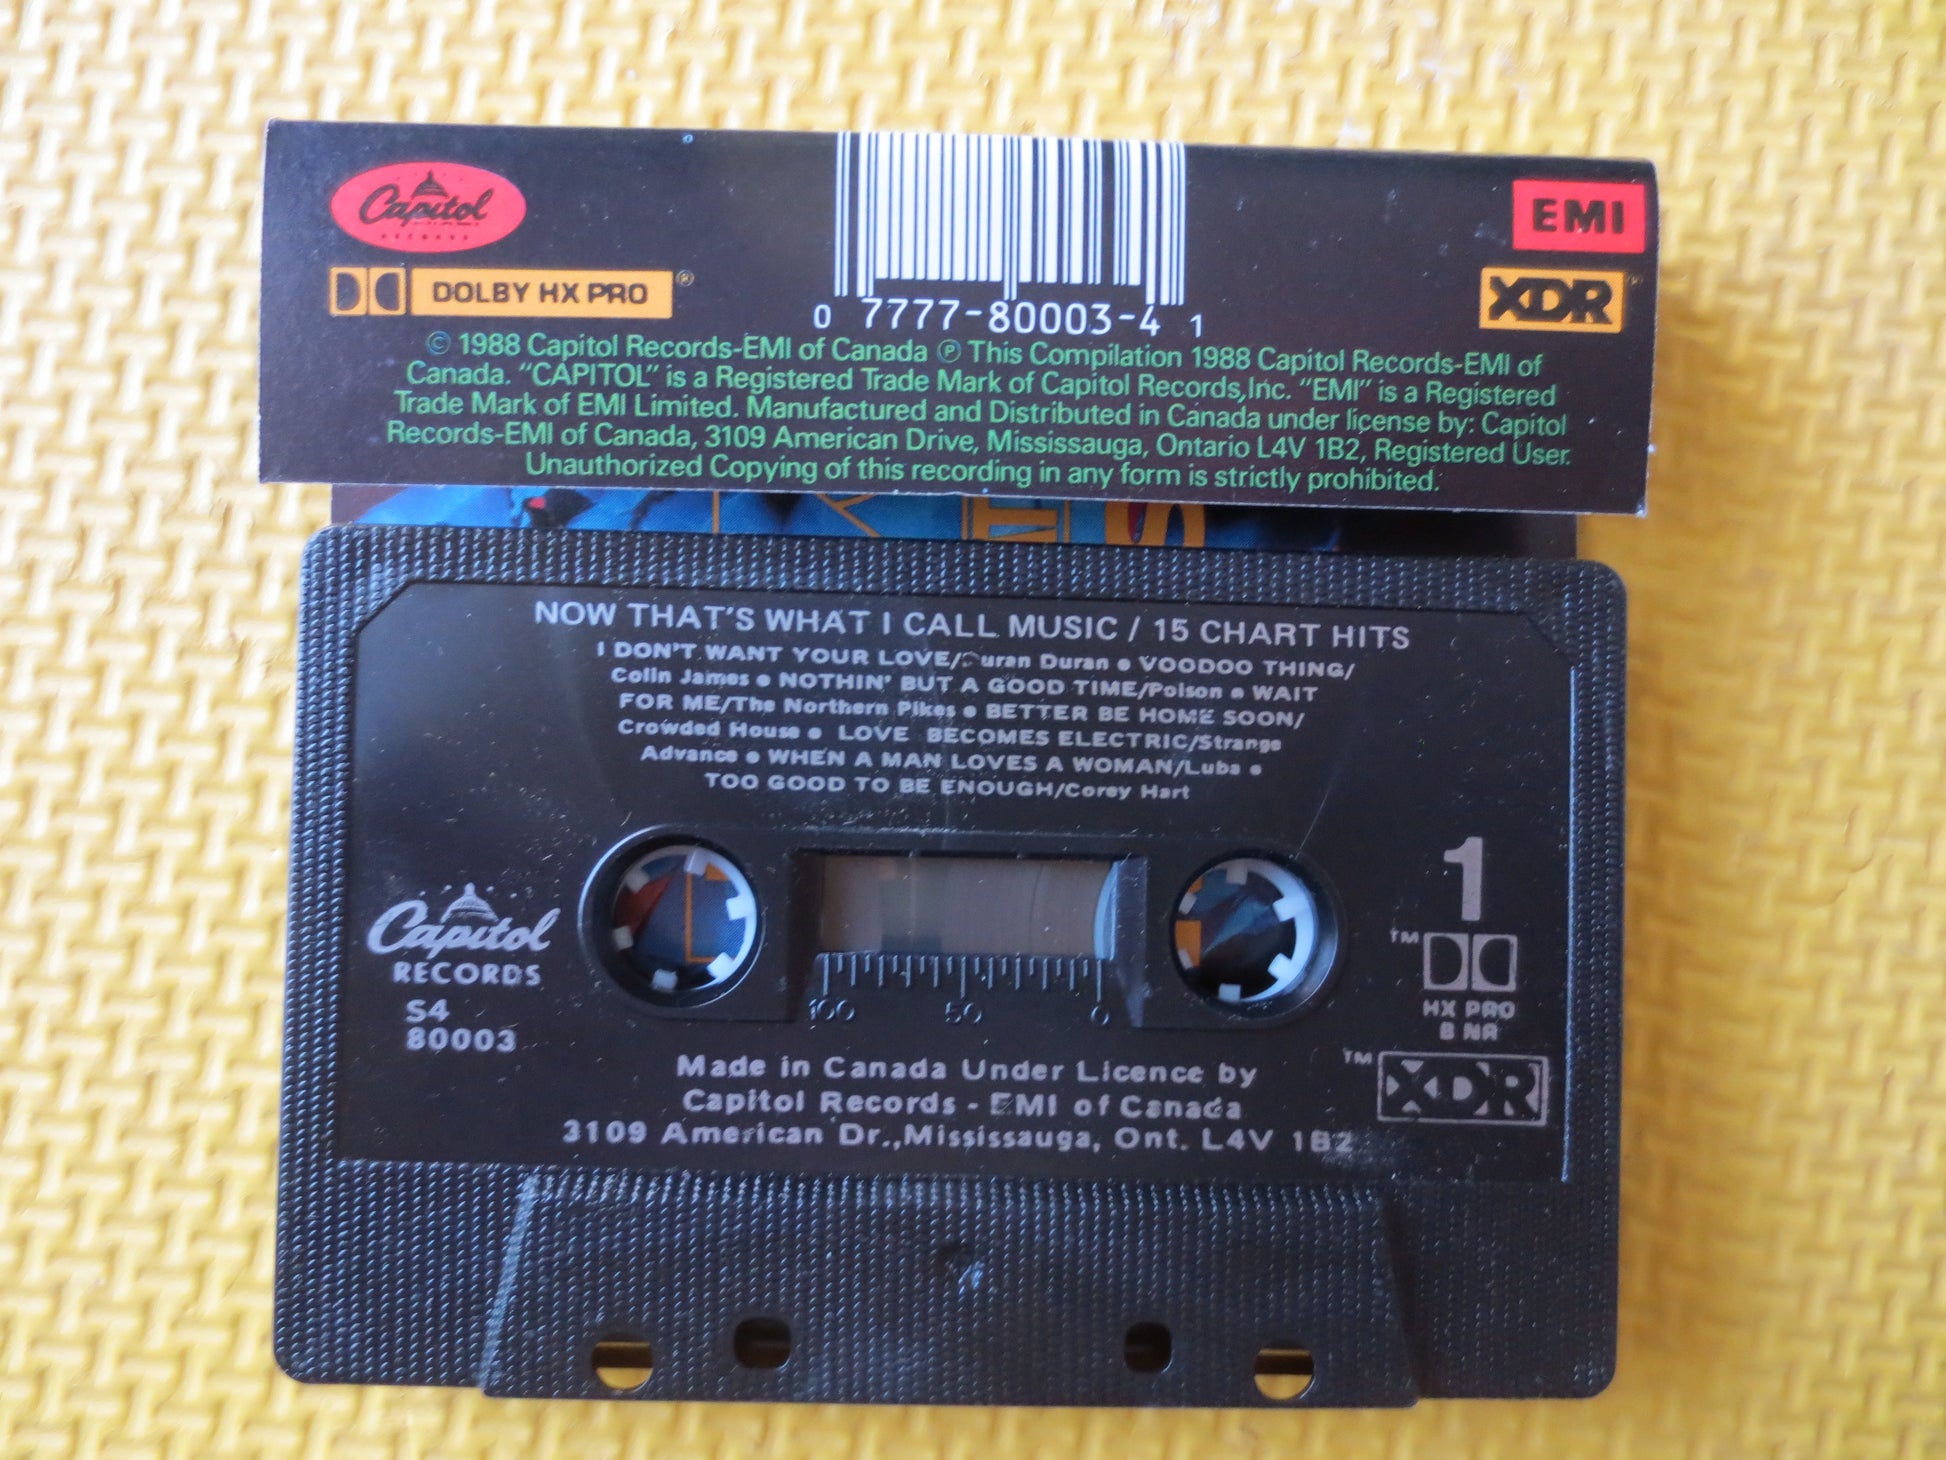 Capitol
RECORDS
EMI
DOLBY HX PRO ®
XDR
0 7777-80003-4 1
© 1988 Capitol Records-EMI of Canada ℗ This Compilation 1988 Capitol Records-EMI of
Canada. "CAPITOL" is a Registered Trade Mark of Capitol Records,Inc. "EMI" is a Registered
Trade Mark of EMI Limited. Manufactured and Distributed in Canada under license by: Capitol
Records-EMI of Canada, 3109 American Drive, Mississauga, Ontario L4V 1B2, Registered User.
Unauthorized Copying of this recording in any form is strictly prohibited.
NOW THAT'S WHAT I CALL MUSIC / 15 CHART HITS
I DON'T WANT YOUR LOVE/Duran Duran • VOODOO THING/
Colin James • NOTHIN' BUT A GOOD TIME/Poison • WAIT
FOR ME/The Northern Pikes • BETTER BE HOME SOON/
Crowded House • LOVE BECOMES ELECTRIC/Strange
Advance • WHEN A MAN LOVES A WOMAN/Luba •
TOO GOOD TO BE ENOUGH/Corey Hart
1
Capitol
RECORDS
S4
80003
100 50 0
™
HX PRO
B NR
™ XDR
Made in Canada Under Licence by
Capitol Records - EMI of Canada
3109 American Dr.,Mississauga, Ont. L4V 1B2